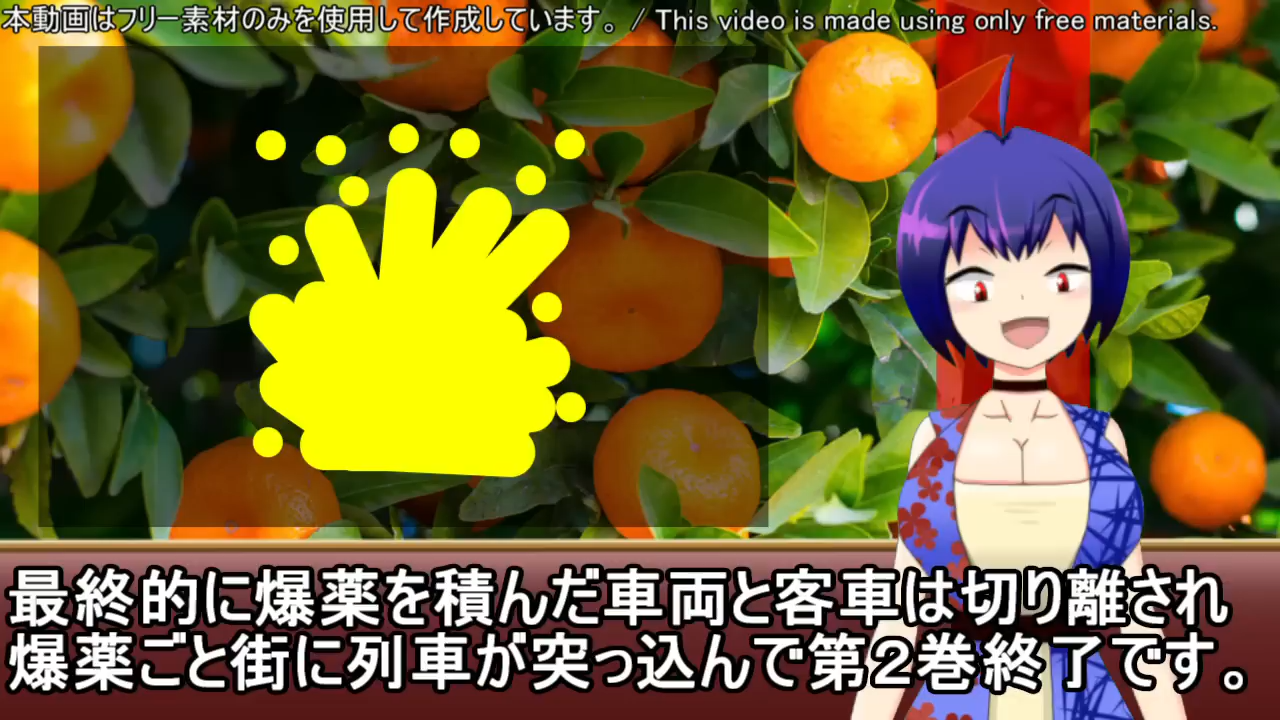 本動画はフリー素材のみを使用して作成しています。 / This video is made using only free materials.
最終的に爆薬を積んだ車両と客車は切り離され
爆薬ごと街に列車が突っ込んで第２巻終了です。